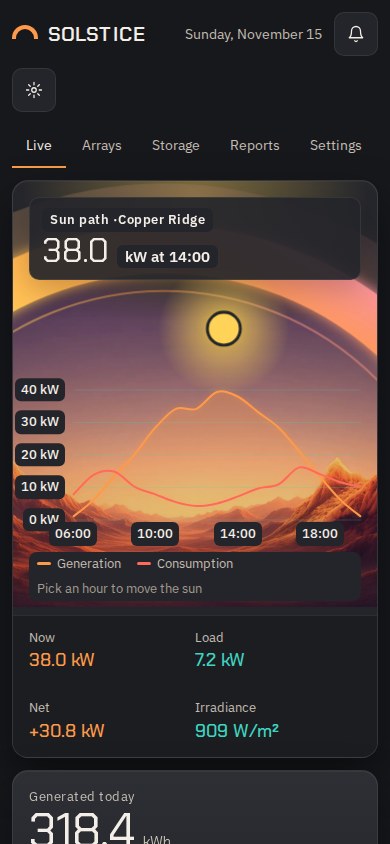 SOLSTICE
Sunday, November 15
Live Arrays Storage Reports Settings
Sun path ·Copper Ridge
38.0 kW at 14:00
40 kW
30 kW
20 kW
10 kW
0 kW
06:00 10:00 14:00 18:00
Generation Consumption
Pick an hour to move the sun
Now Load
38.0 kW 7.2 kW
Net Irradiance
+30.8 kW 909 W/m²
Generated today
318.4 kWh